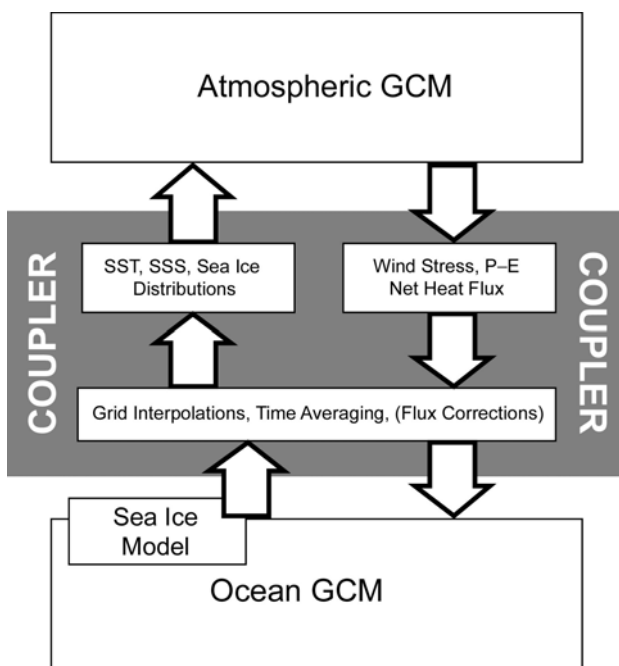 Atmospheric GCM
COUPLER
SST, SSS, Sea Ice
Distributions
Wind Stress, P–E
Net Heat Flux
COUPLER
Grid Interpolations, Time Averaging, (Flux Corrections)
Sea Ice
Model
Ocean GCM